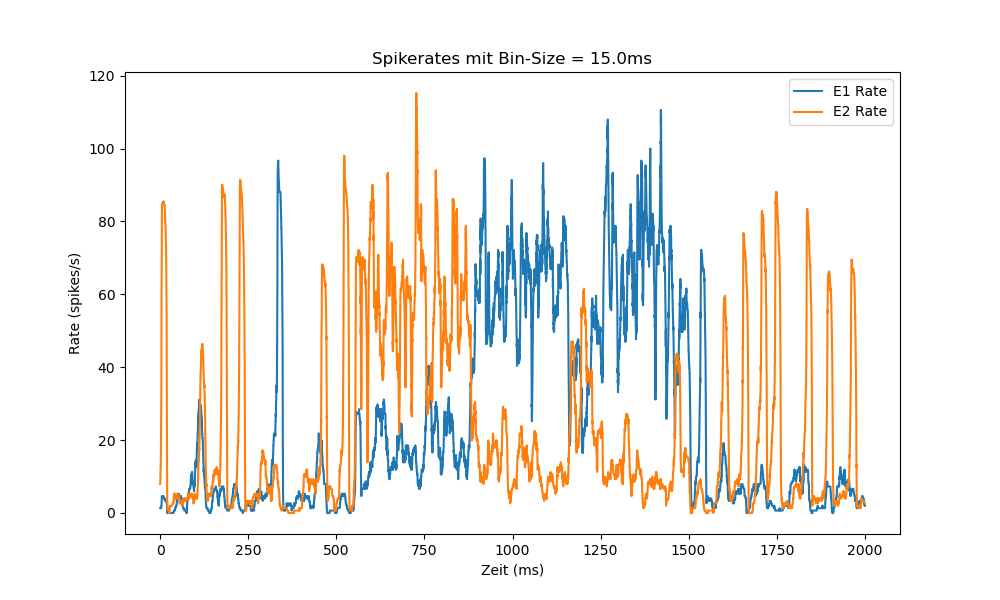 Spikerates mit Bin-Size = 15.0ms
E1 Rate
E2 Rate
Rate (spikes/s)
120
100
80
60
40
20
0
0 250 500 750 1000 1250 1500 1750 2000
Zeit (ms)